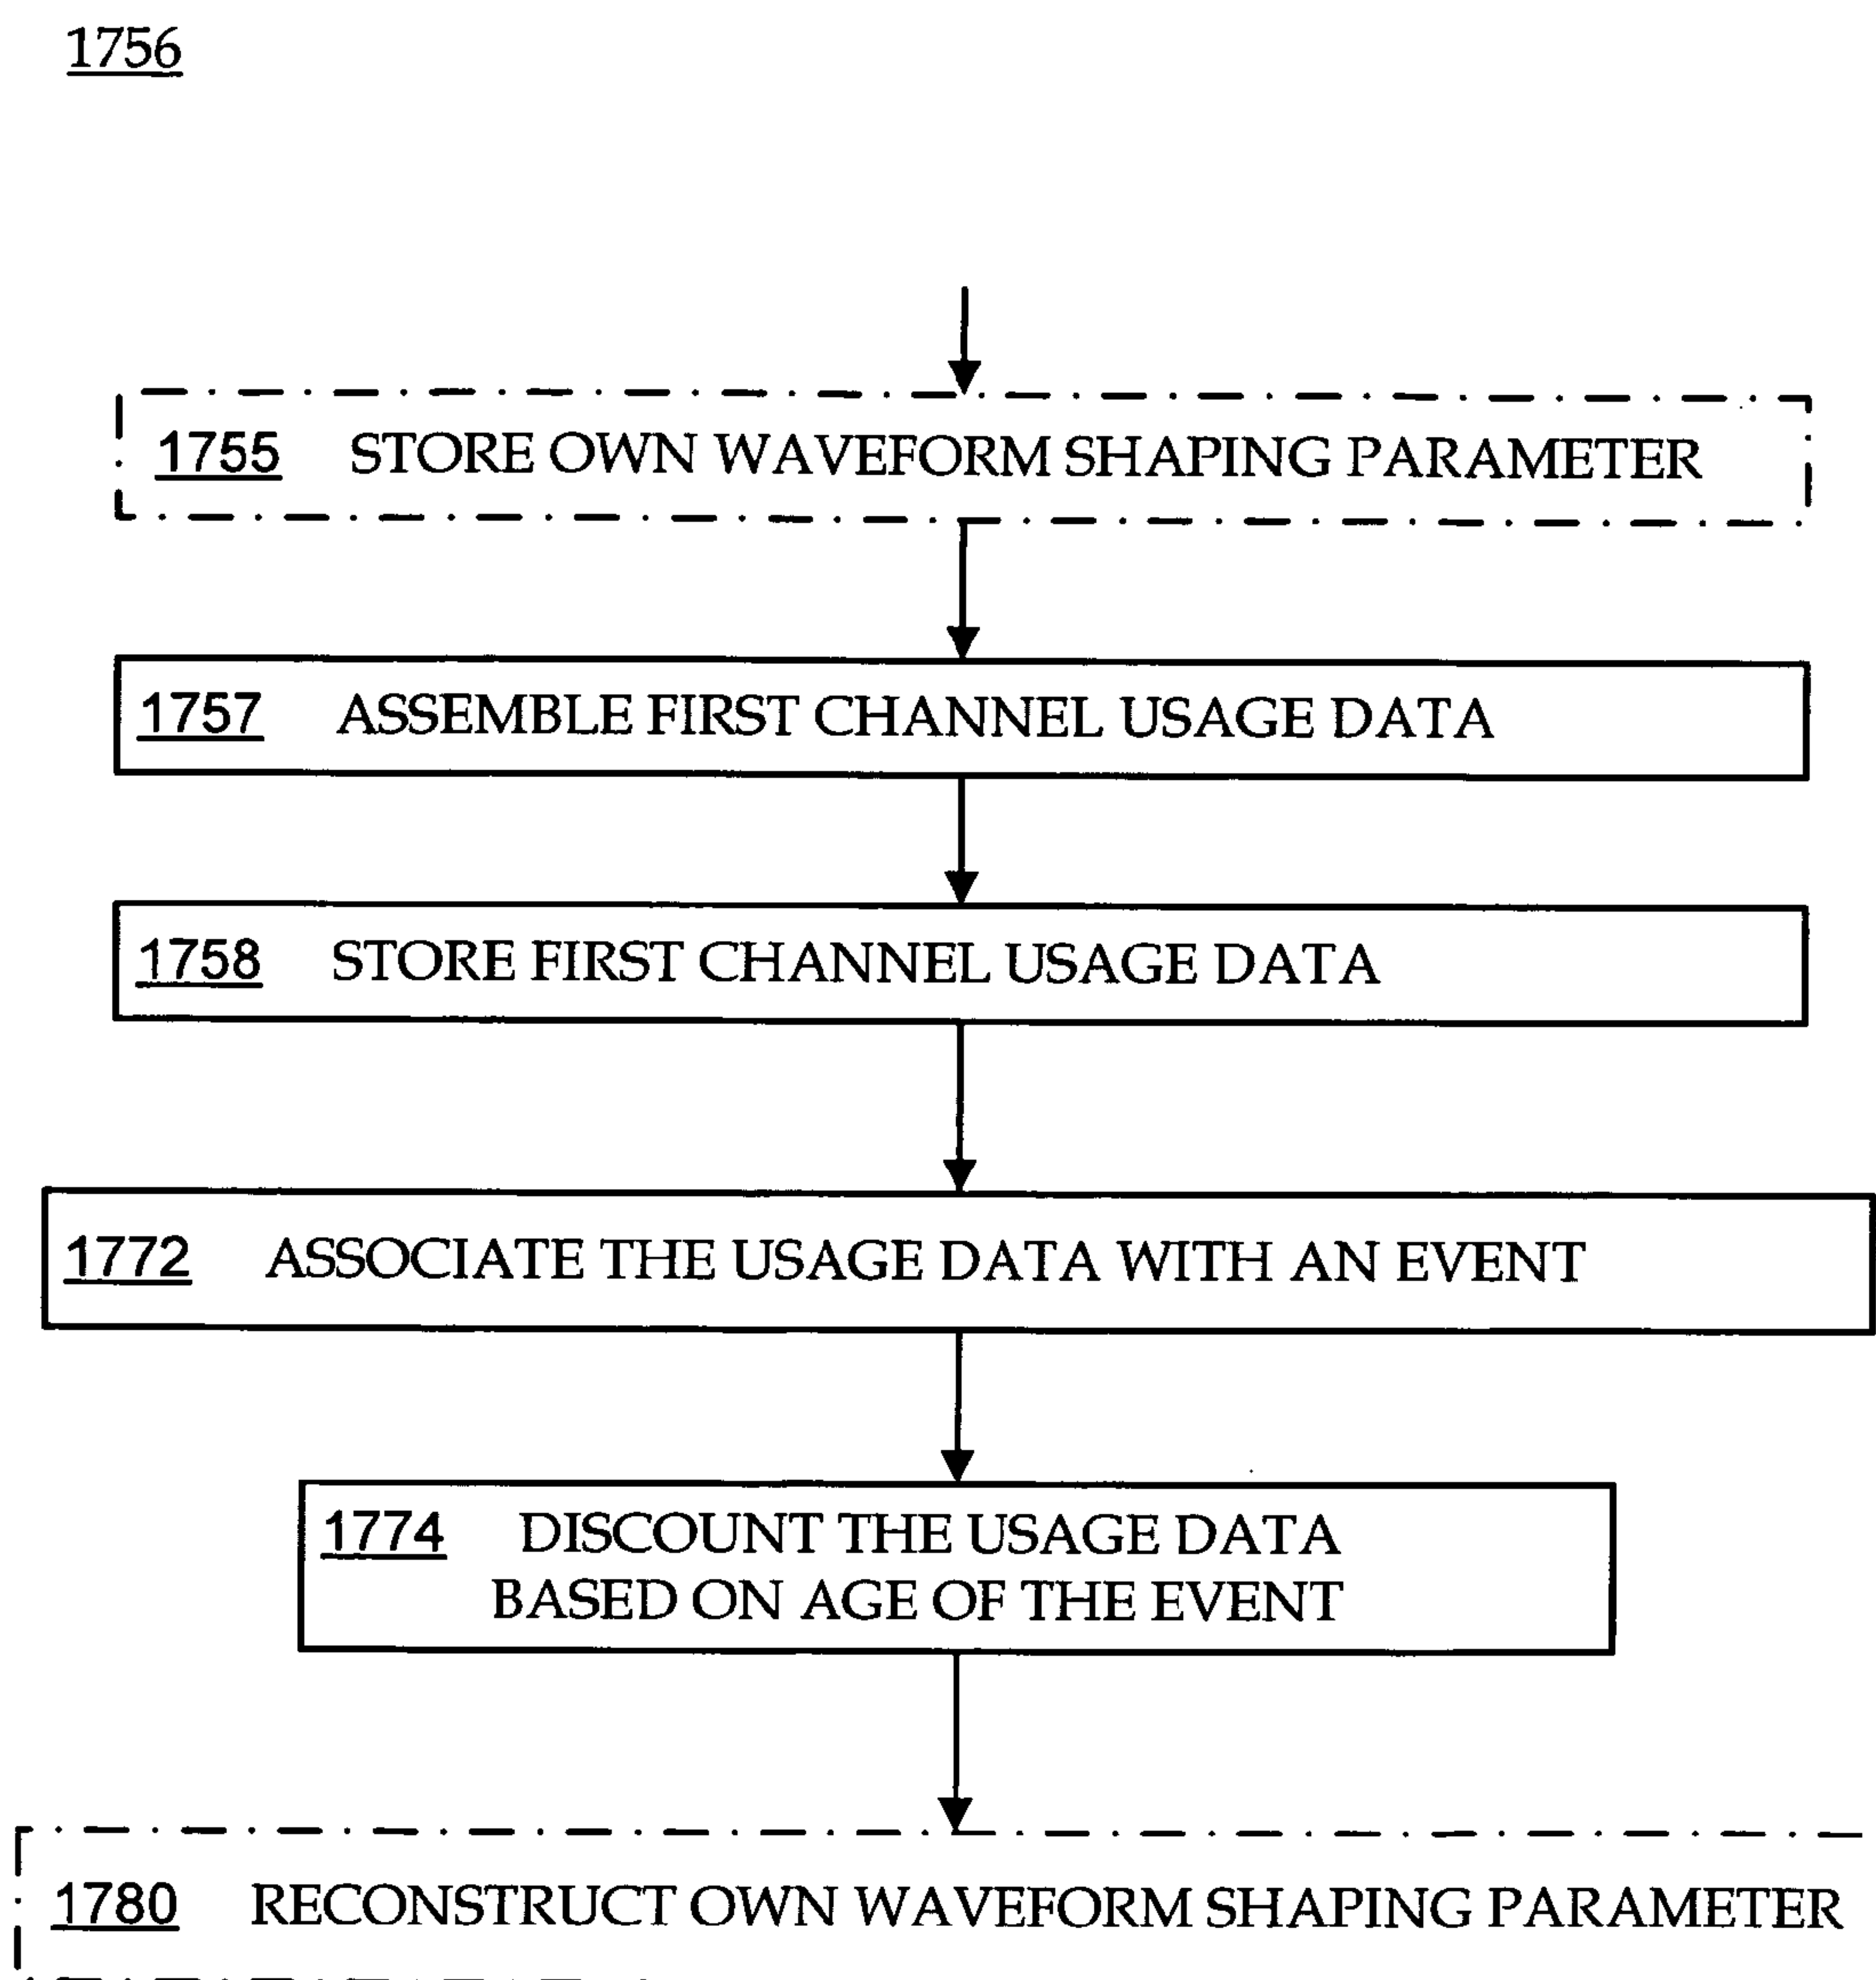 1756
1755 STORE OWN WAVEFORM SHAPING PARAMETER
1757 ASSEMBLE FIRST CHANNEL USAGE DATA
1758 STORE FIRST CHANNEL USAGE DATA
1772 ASSOCIATE THE USAGE DATA WITH AN EVENT
1774 DISCOUNT THE USAGE DATA
BASED ON AGE OF THE EVENT
1780 RECONSTRUCT OWN WAVEFORM SHAPING PARAMETER